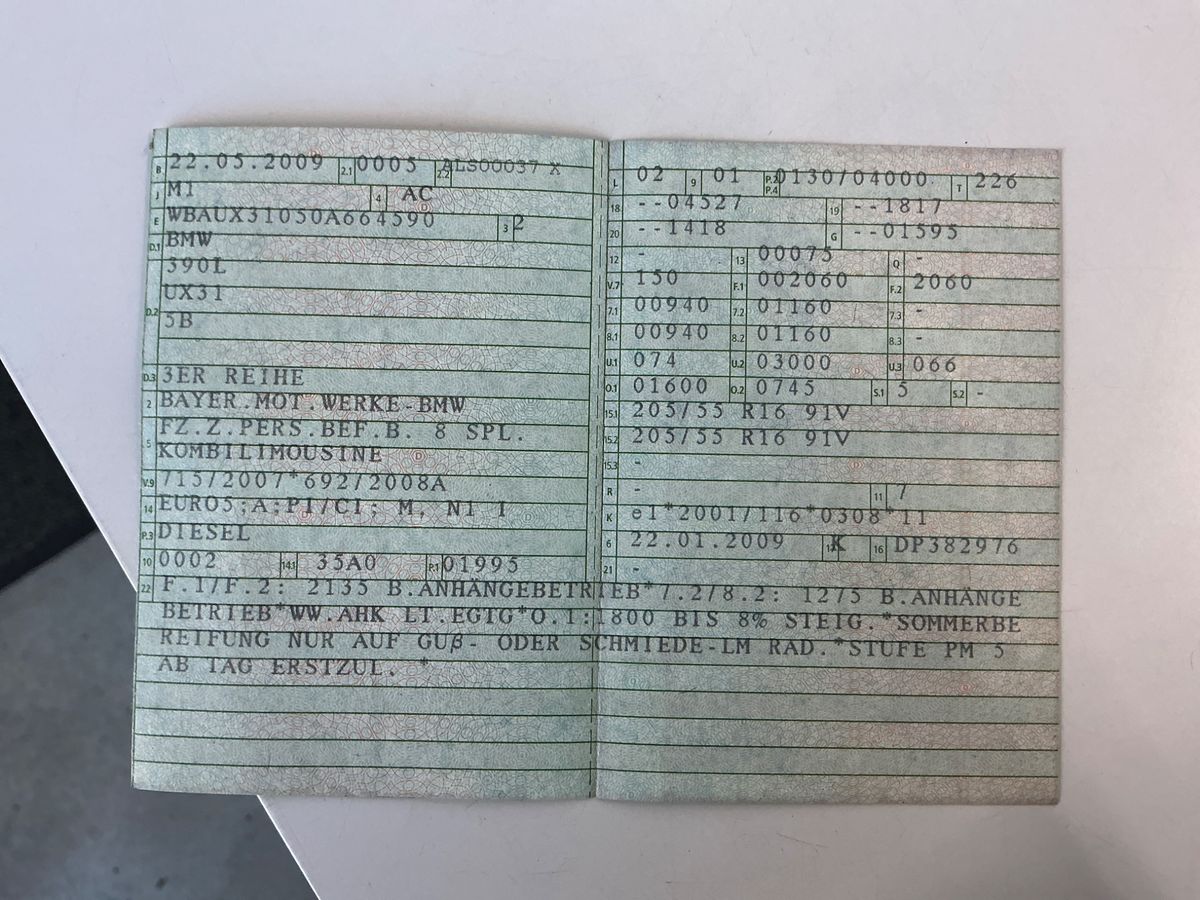 B 22.05.2009 2.1 0005 2.2 ALS00037 X
J M1 4 AC
E WBAUX31050A664590 3 2
D.1 BMW
390L
D.2 UX31
5B
D.3 3ER REIHE
2 BAYER.MOT.WERKE-BMW
5 FZ.Z.PERS.BEF.B. 8 SPL.
KOMBILIMOUSINE
V.9 715/2007*692/2008A
14 EURO5;A;PI/CI; M, N1 I
P.3 DIESEL
10 0002 14.1 35A0 P.1 01995
L 02 9 01 P.2 P.4 0130/04000 T 226
18 --04527 19 --1817
20 --1418 G --01595
12 - 13 00075 Q -
V.7 150 F.1 002060 F.2 2060
7.1 00940 7.2 01160 7.3 -
8.1 00940 8.2 01160 8.3 -
U.1 074 U.2 03000 U.3 066
O.1 01600 O.2 0745 S.1 5 S.2 -
15.1 205/55 R16 91V
15.2 205/55 R16 91V
15.3 -
R - 11 7
K e1*2001/116*0308*11
6 22.01.2009 17 K 16 DP382976
21 -
22 F.1/F.2: 2135 B.ANHÄNGEBETRIEB*7.2/8.2: 1275 B.ANHÄNGE
BETRIEB*WW.AHK LT.EGTG*O.1:1800 BIS 8% STEIG.*SOMMERBE
REIFUNG NUR AUF GUß- ODER SCHMIEDE-LM RAD.*STUFE PM 5
AB TAG ERSTZUL. *